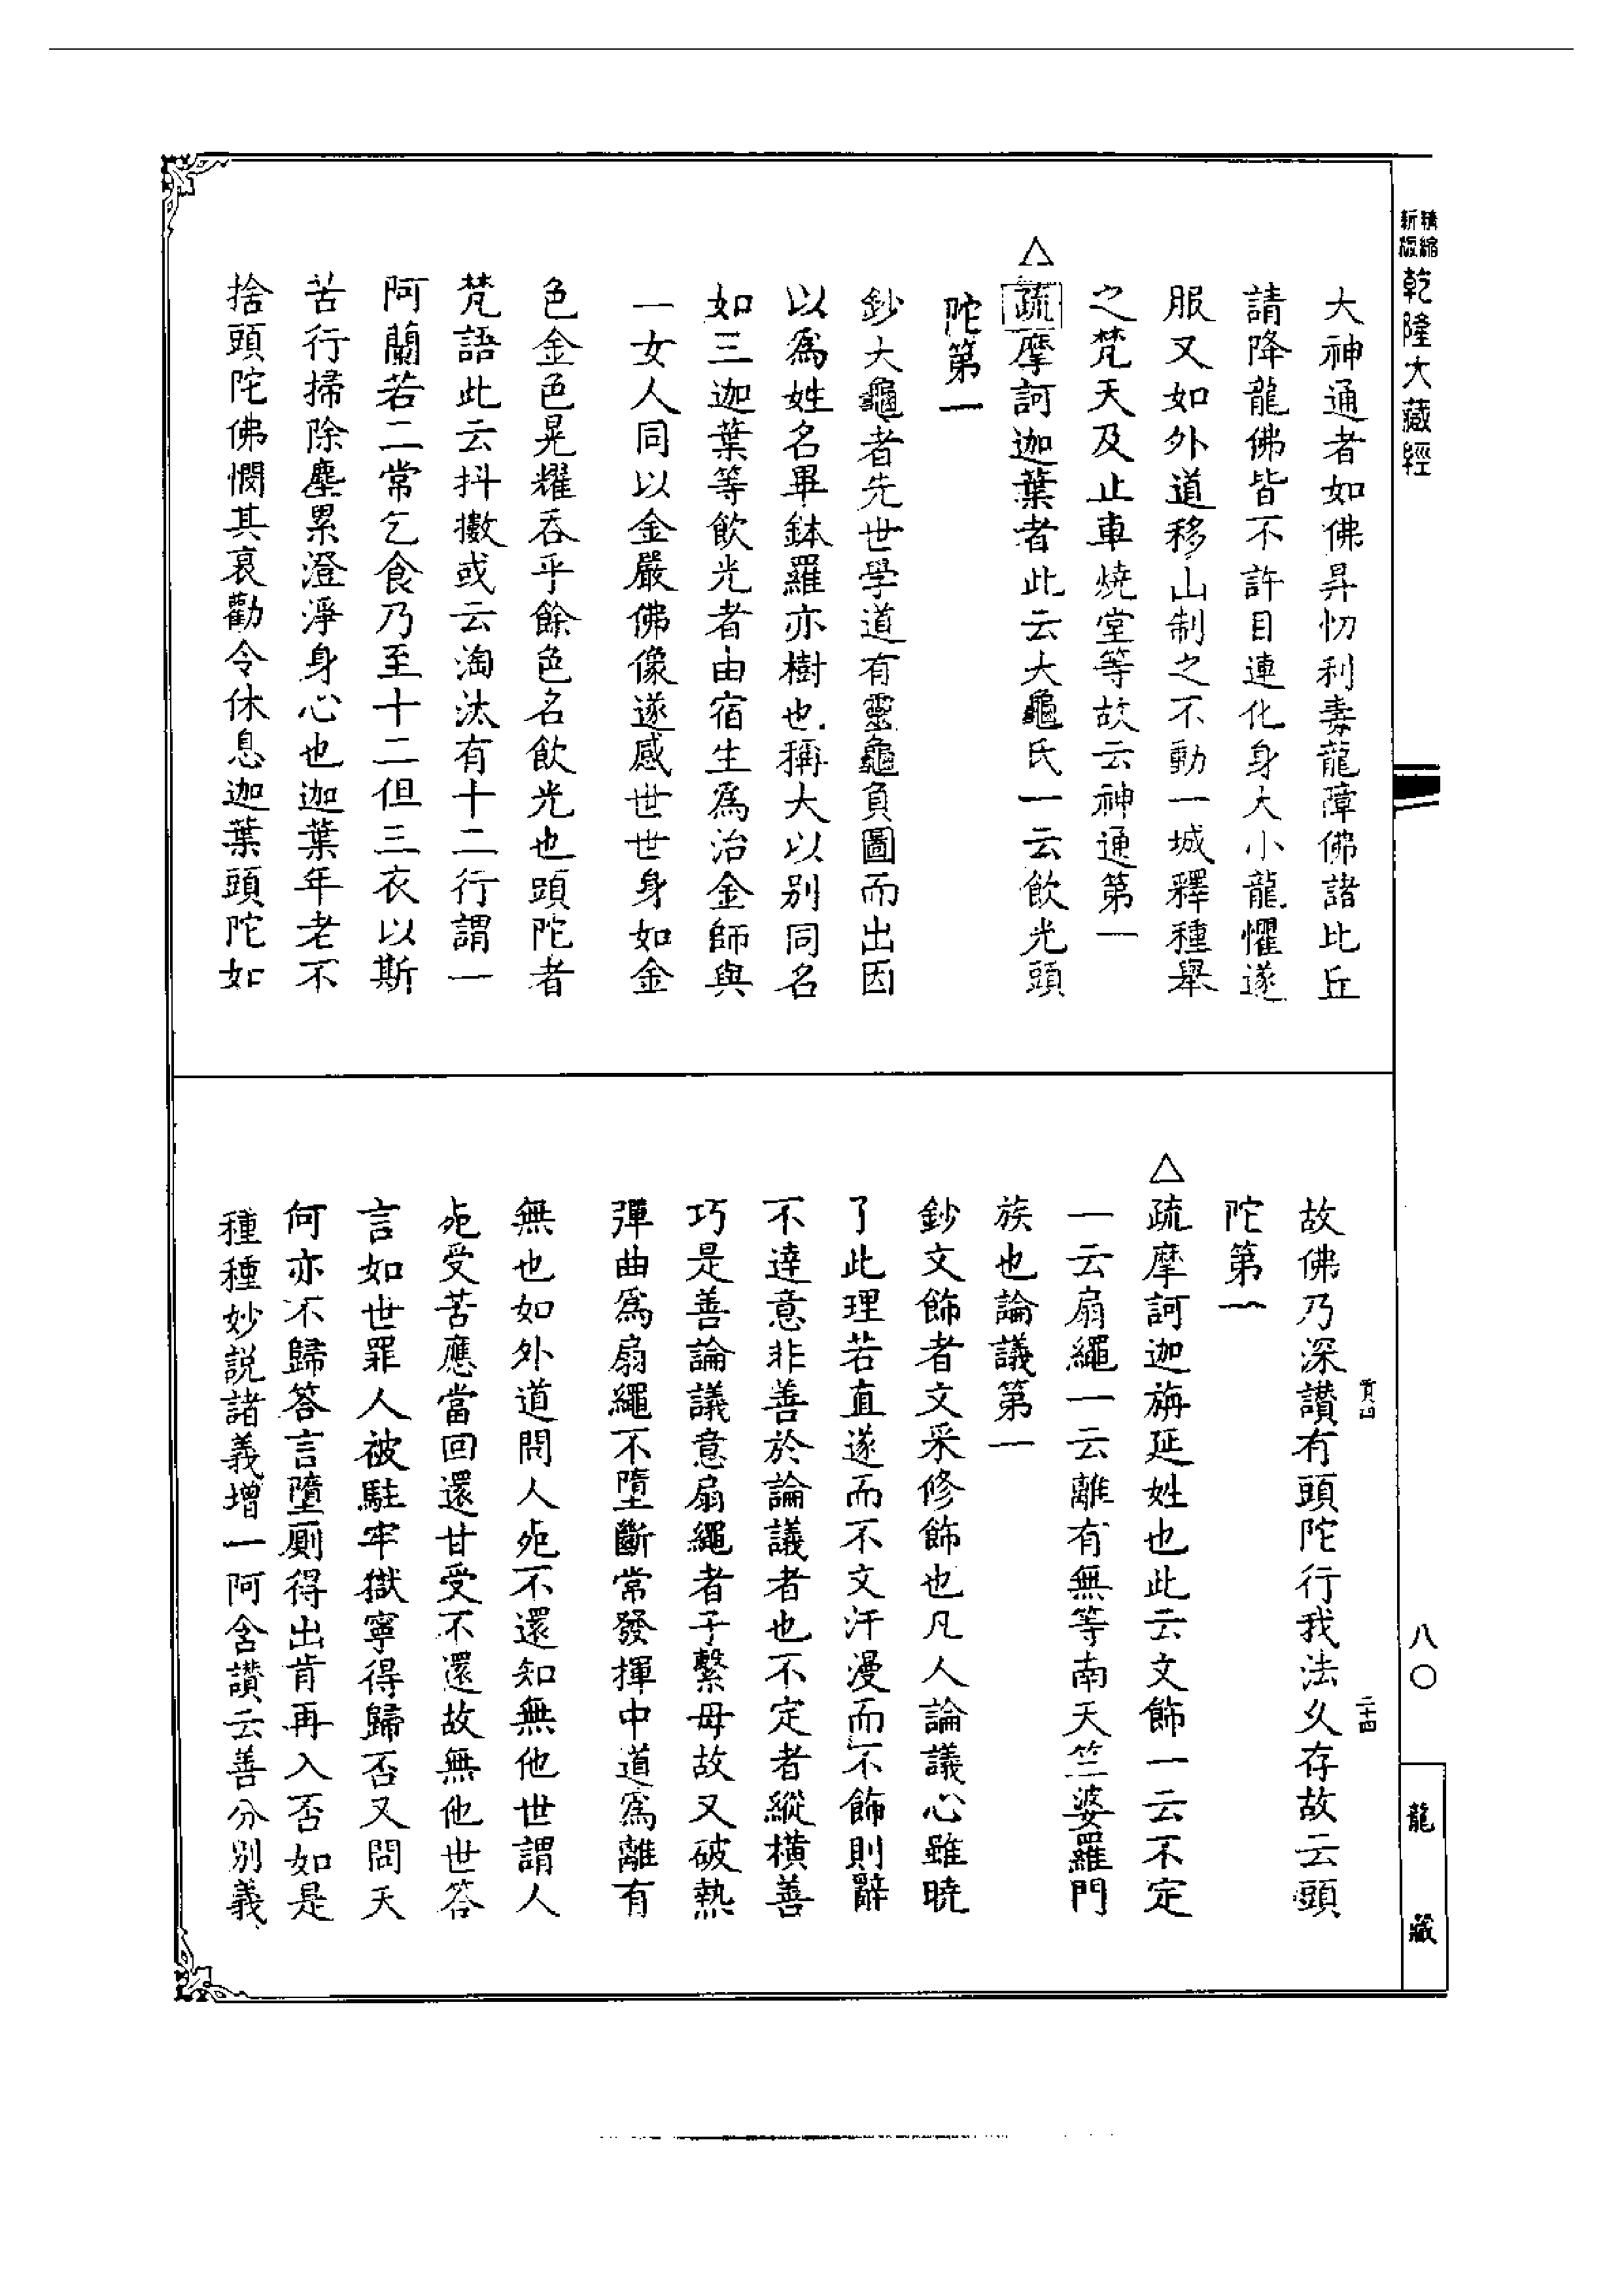 精縮新版 乾隆大藏經
大神通者如佛昇忉利毒龍障佛諸比丘
請降龍佛皆不許目連化身大小龍懼遂
服又如外道移山制之不動一城釋種舉
之梵天及止車燒堂等故云神通第一
△疏摩訶迦葉者此云大龜氏一云飲光頭
陀第一
鈔大龜者先世學道有靈龜負圖而出因
以爲姓名畢鉢羅亦樹也稱大以別同名
如三迦葉等飲光者由宿生爲治金師與
一女人同以金嚴佛像遂感世世身如金
色金色晃耀吞乎餘色名飲光也頭陀者
梵語此云抖擻或云淘汰有十二行謂一
阿蘭若二常乞食乃至十二但三衣以斯
苦行掃除塵累澄淨身心也迦葉年老不
捨頭陀佛憫其衰勸令休息迦葉頭陀如
故佛乃深讚有頭陀行我法久存故云頭
陀第一
△疏摩訶迦旃延姓也此云文飾一云不定
一云扇繩一云離有無等南天竺婆羅門
族也論議第一
鈔文飾者文采修飾也凡人論議心雖曉
了此理若直遂而不文汗漫而不飾則辭
不達意非善於論議者也不定者縱橫善
巧是善論議意扇繩者子繫母故又破熱
彈曲爲扇繩不墮斷常發揮中道爲離有
無也如外道問人死不還知無他世謂人
死受苦應當回還甘受不還故無他世答
言如世罪人被駐牢獄寧得歸否又問天
何亦不歸答言墮廁得出肯再入否如是
種種妙說諸義增一阿含讚云善分別義
二十四
八〇
龍藏